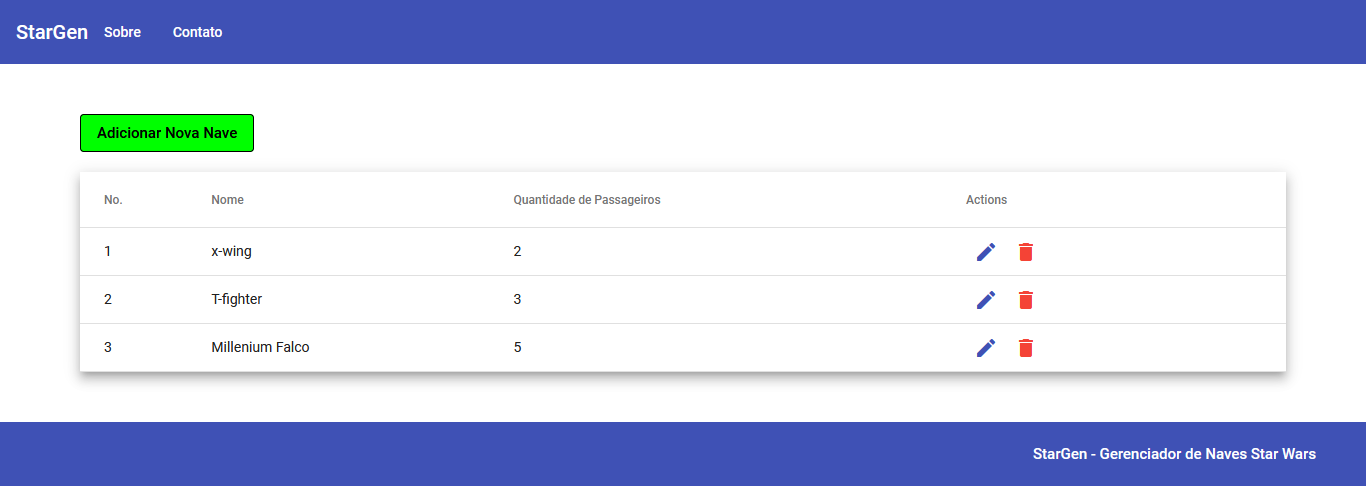 StarGen Sobre Contato
Adicionar Nova Nave
No. Nome Quantidade de Passageiros Actions
1 x-wing 2
2 T-fighter 3
3 Millenium Falco 5
StarGen - Gerenciador de Naves Star Wars